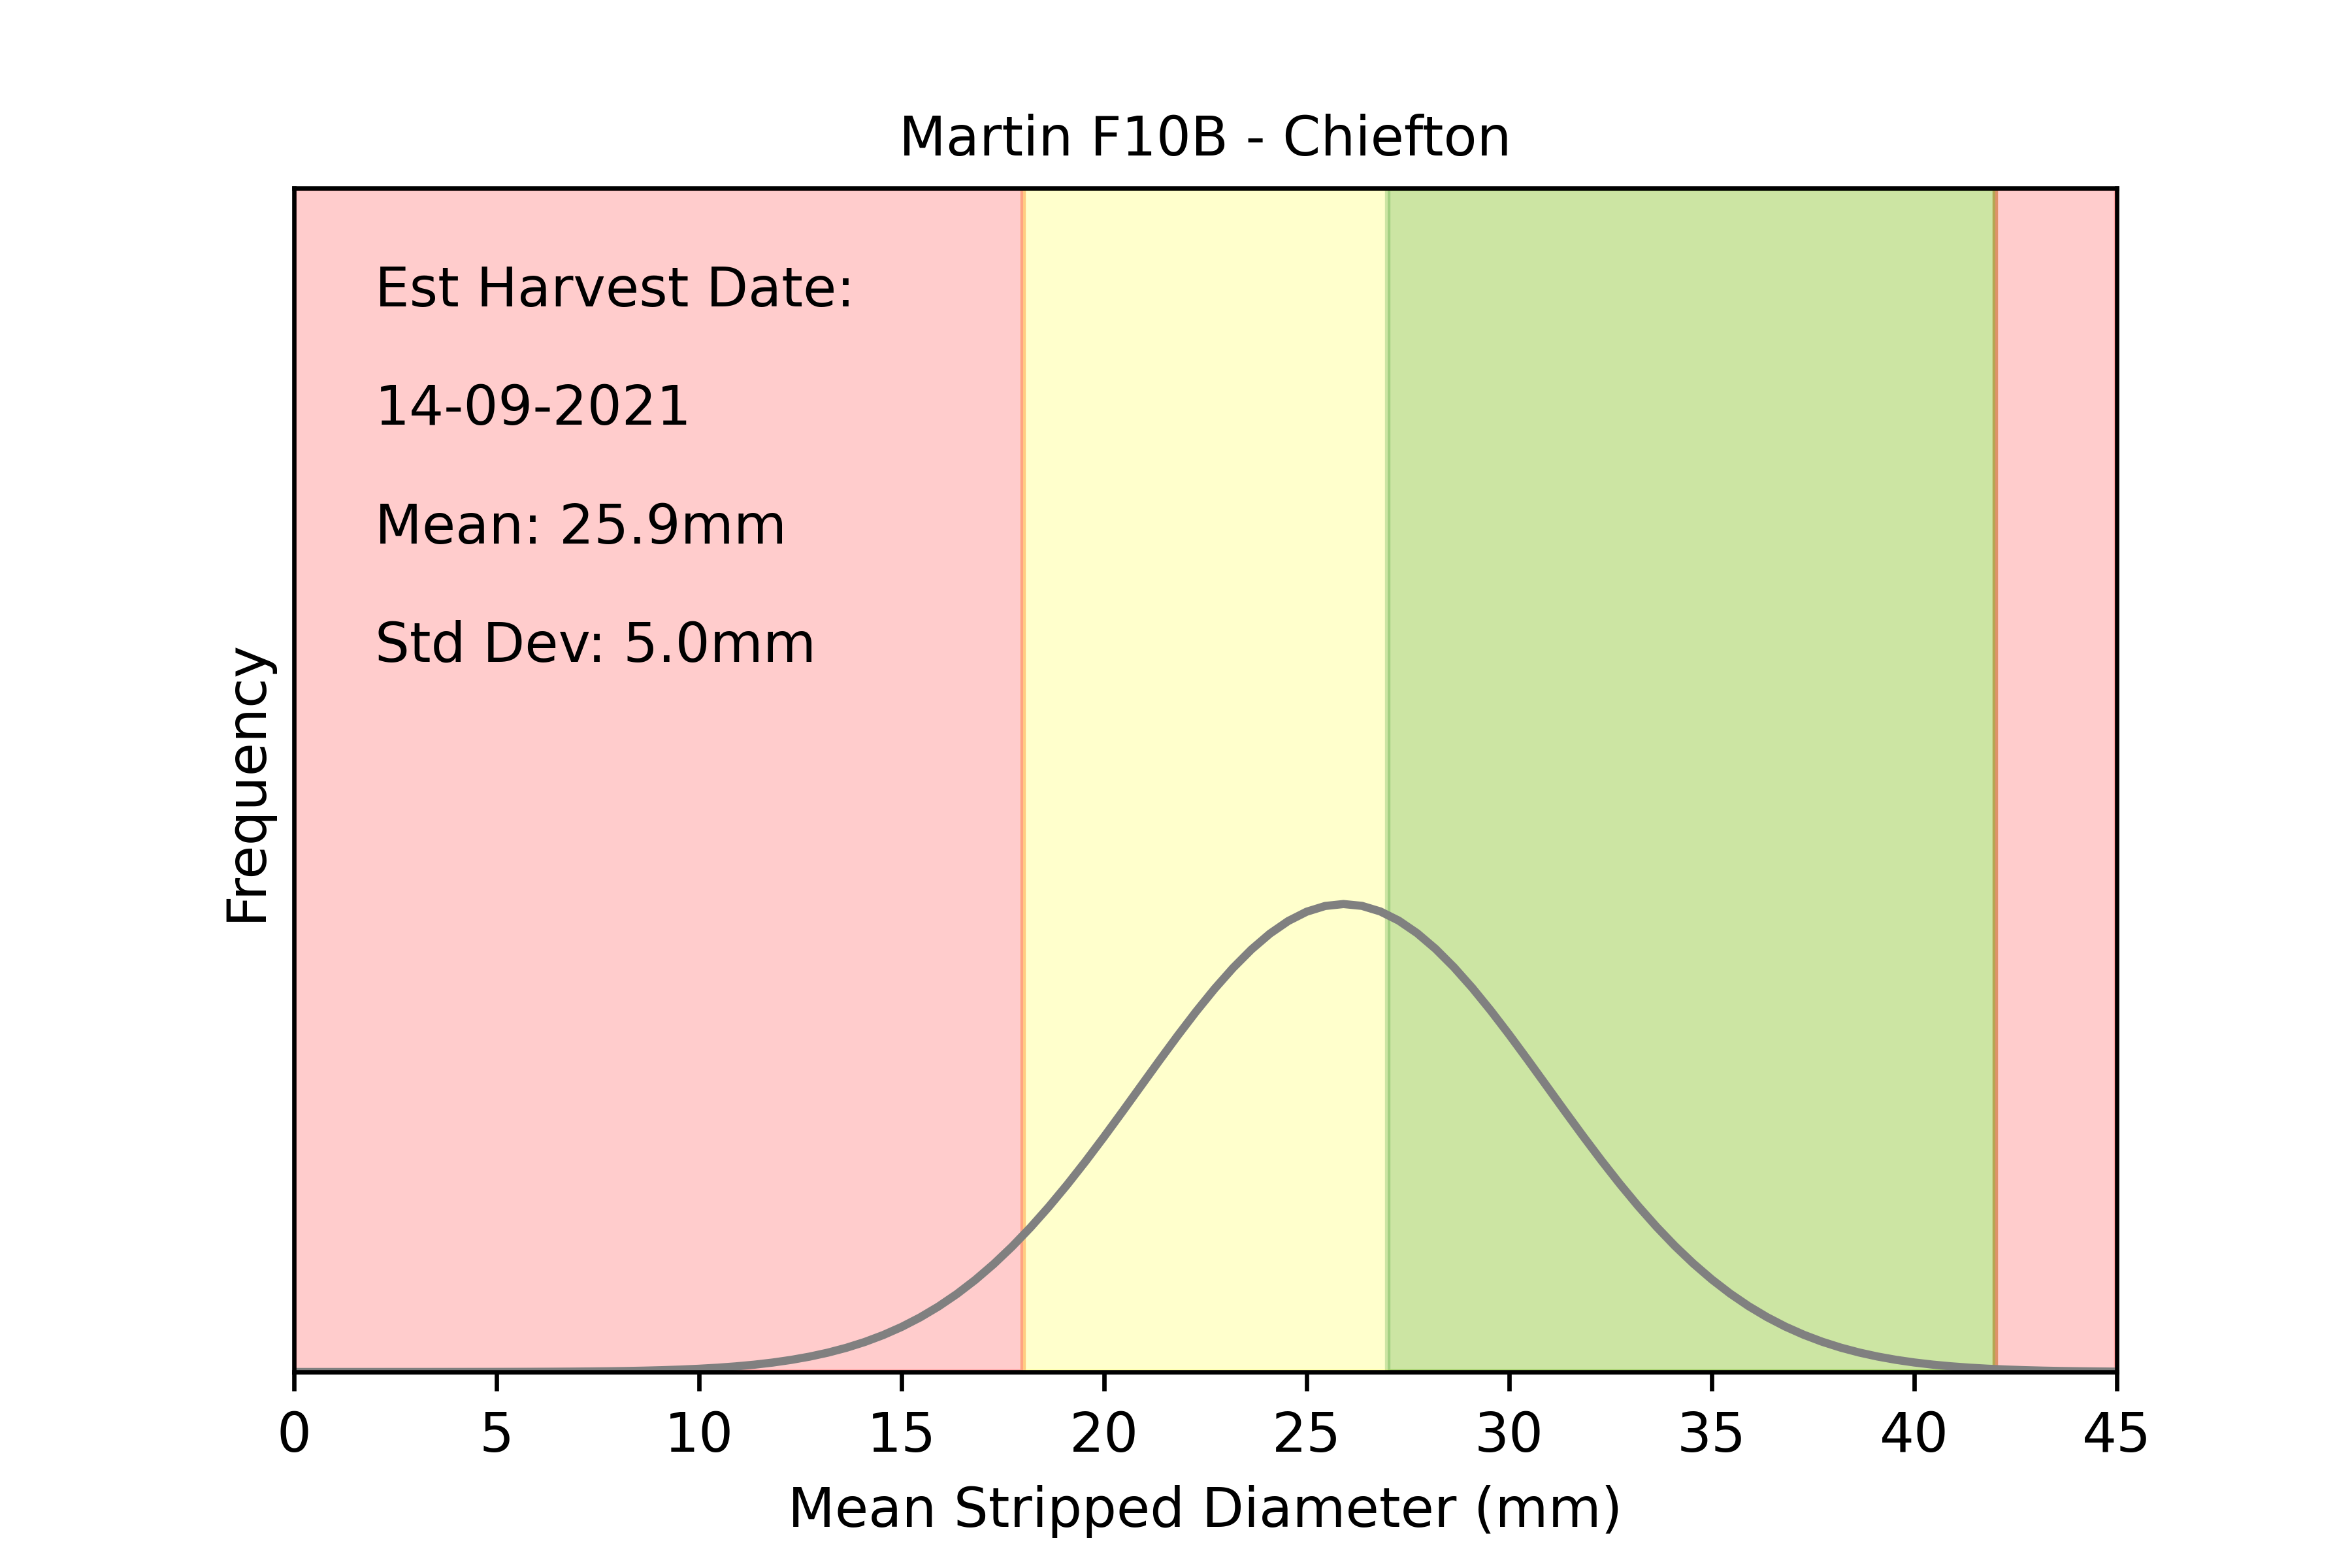 Martin F10B - Chiefton
Est Harvest Date:
14-09-2021
Mean: 25.9mm
Std Dev: 5.0mm
Frequency
0 5 10 15 20 25 30 35 40 45
Mean Stripped Diameter (mm)